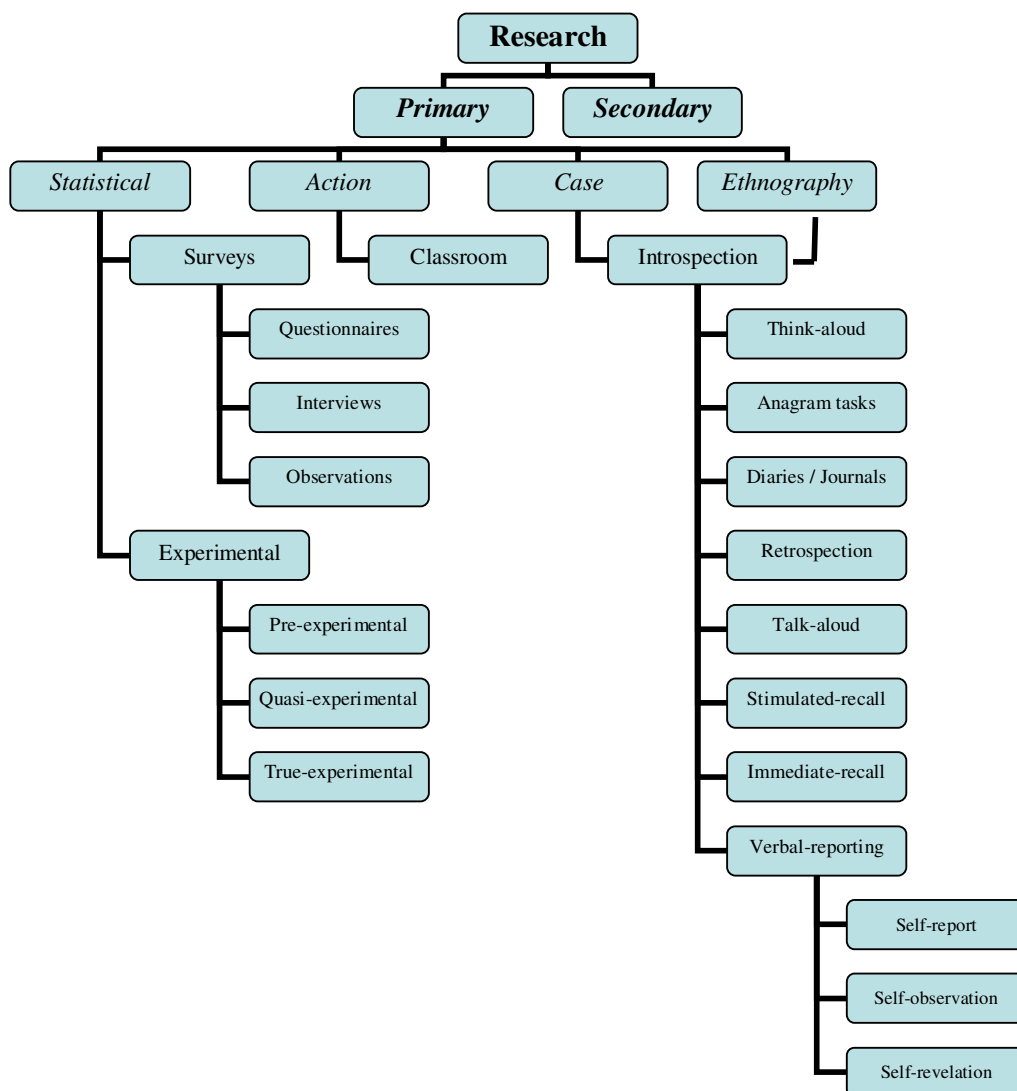 Research
Primary
Secondary
Statistical
Action
Case
Ethnography
Surveys
Classroom
Introspection
Questionnaires
Think-aloud
Interviews
Anagram tasks
Observations
Diaries / Journals
Experimental
Retrospection
Pre-experimental
Talk-aloud
Quasi-experimental
Stimulated-recall
True-experimental
Immediate-recall
Verbal-reporting
Self-report
Self-observation
Self-revelation